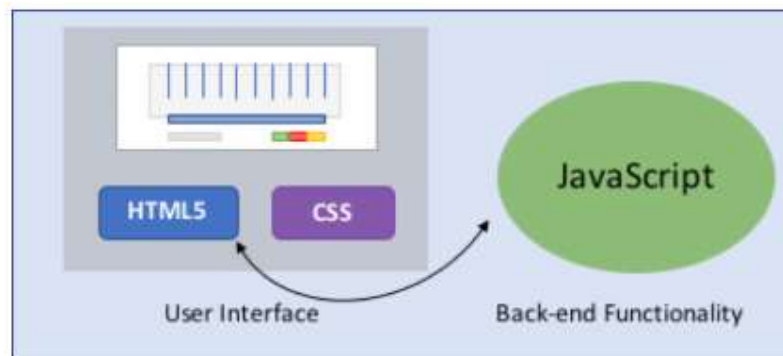 HTML5
CSS
JavaScript
User Interface
Back-end Functionality